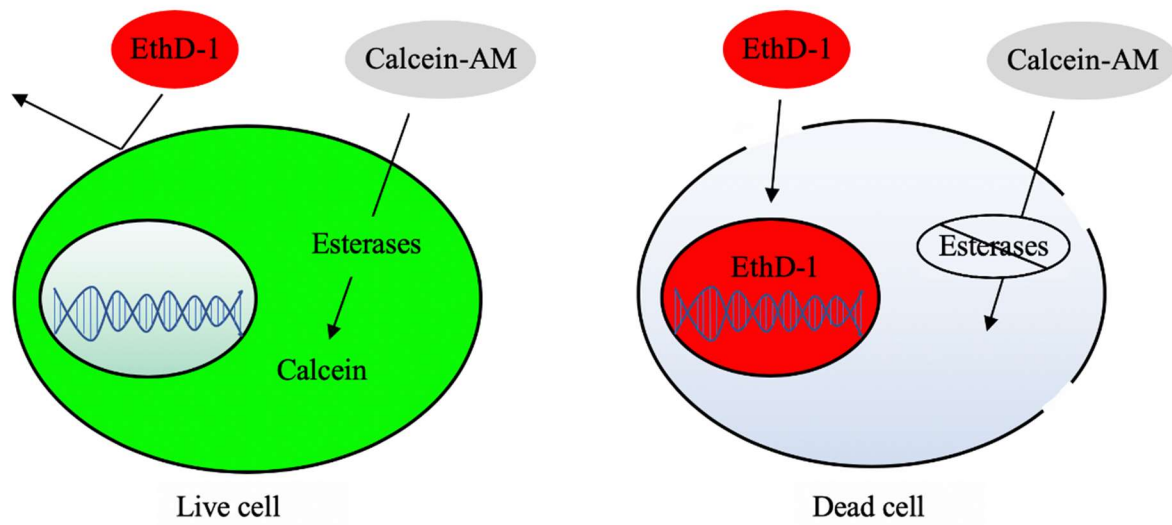 EthD-1
Calcein-AM
Esterases
Calcein
Live cell
EthD-1
Calcein-AM
Esterases
EthD-1
Dead cell